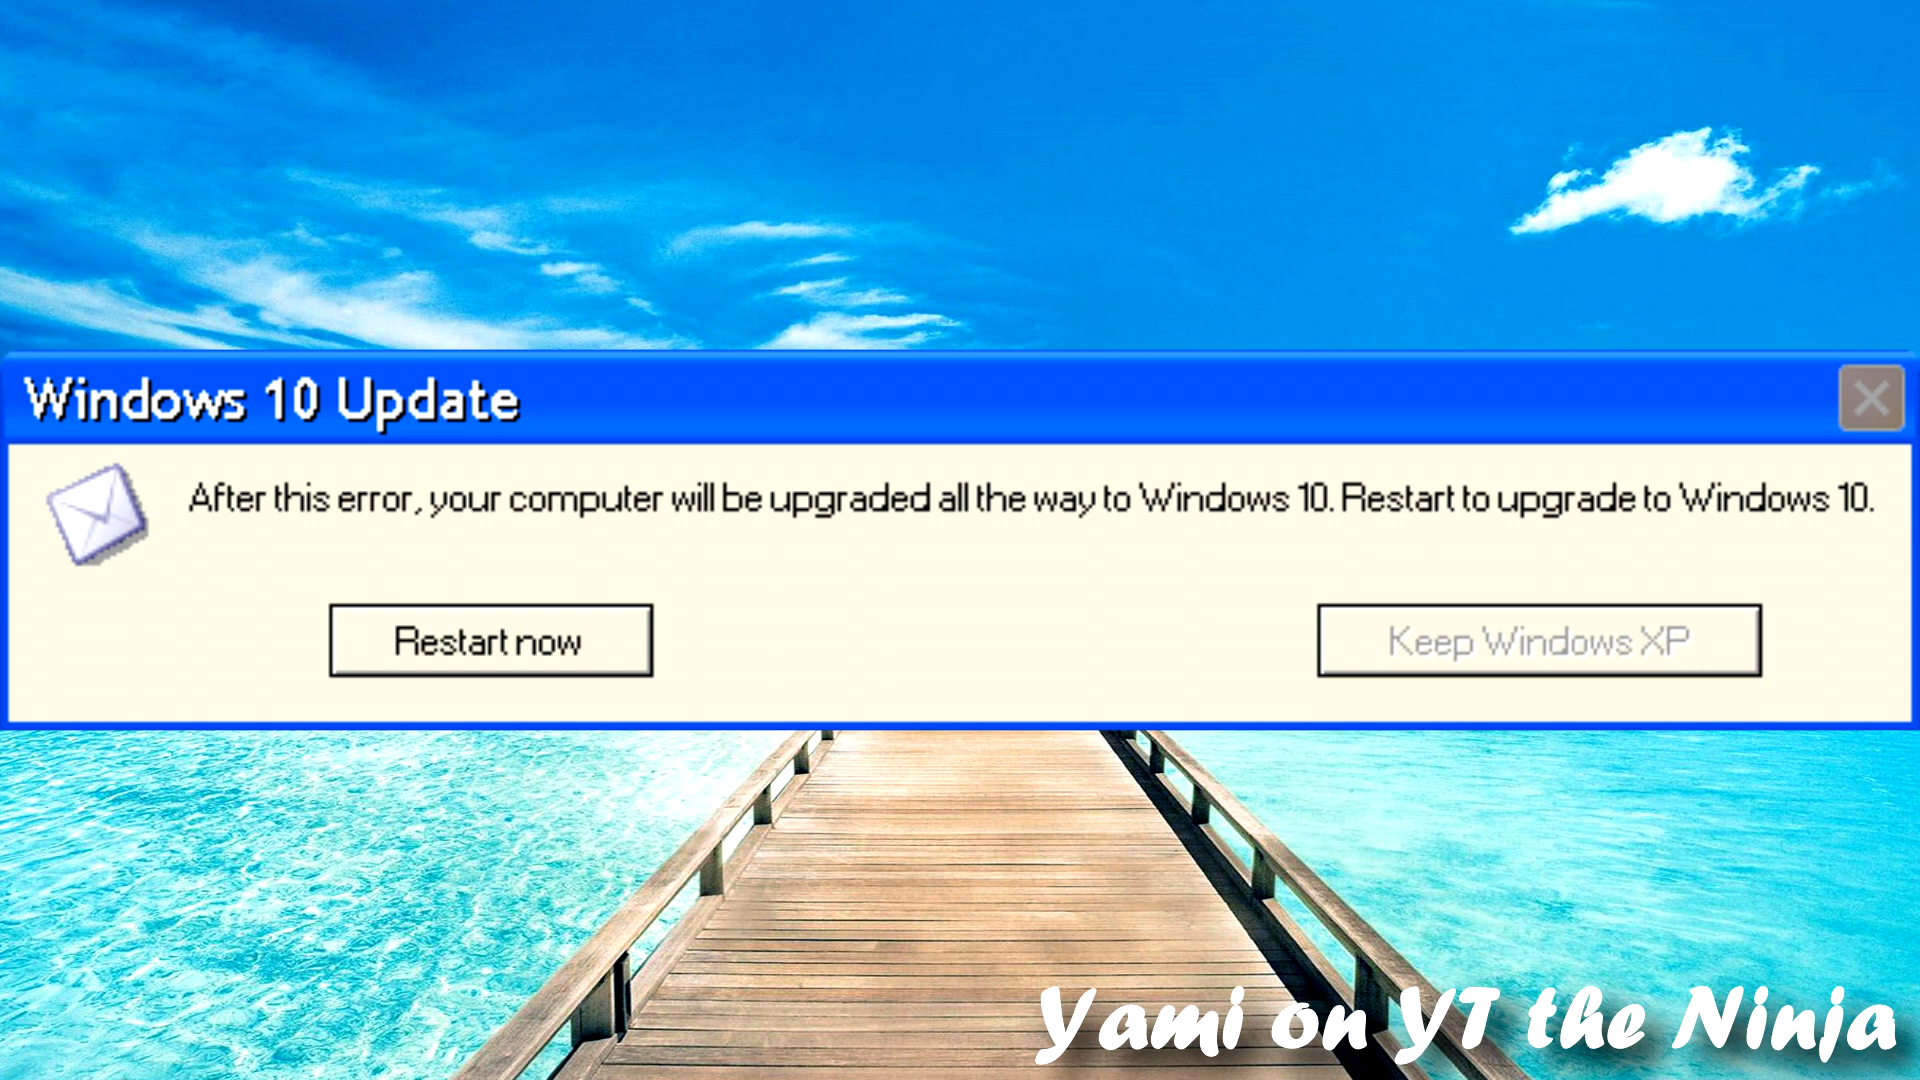 Windows 10 Update
After this error, your computer will be upgraded all the way to Windows 10. Restart to upgrade to Windows 10.
Restart now
Keep Windows XP
Yami on YT the Ninja